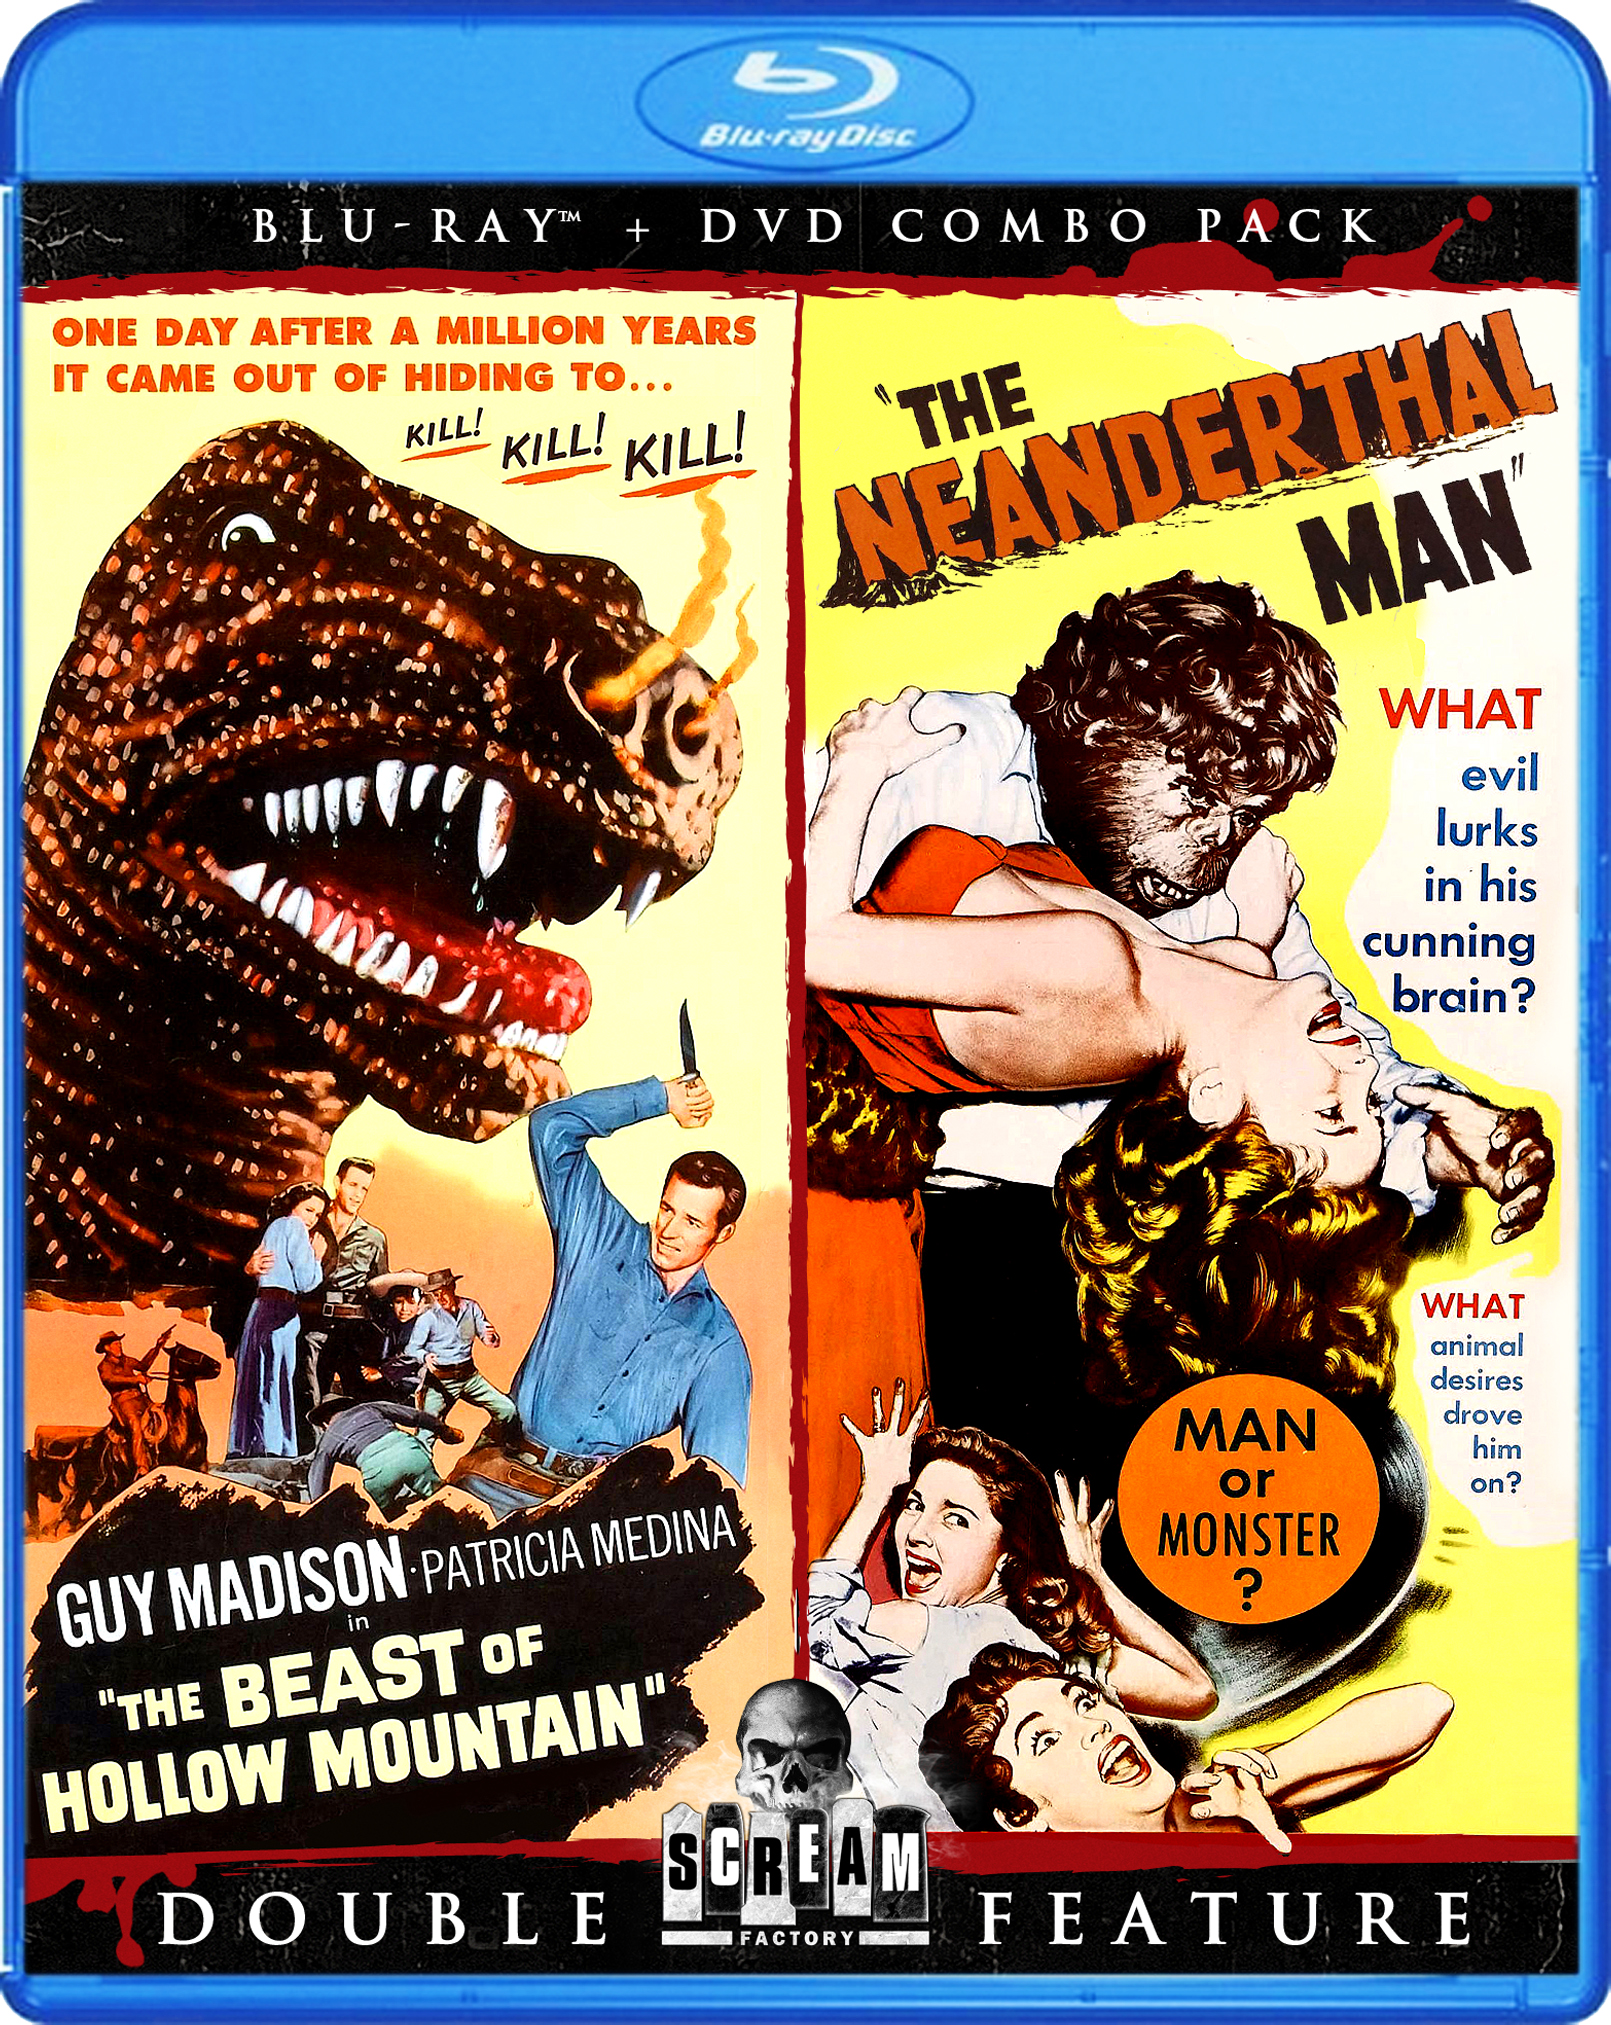 Blu-ray Disc
BLU-RAY™ + DVD COMBO PACK
ONE DAY AFTER A MILLION YEARS
IT CAME OUT OF HIDING TO...
KILL! KILL! KILL!
GUY MADISON · PATRICIA MEDINA
in
"THE BEAST OF
HOLLOW MOUNTAIN"
"THE
NEANDERTHAL
MAN"
WHAT
evil
lurks
in his
cunning
brain?
WHAT
animal
desires
drove
him
on?
MAN
or
MONSTER
?
SCREAM
FACTORY
DOUBLE FEATURE